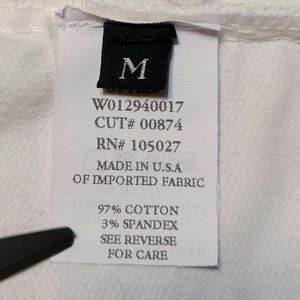 M
W012940017
CUT# 00874
RN# 105027
MADE IN U.S.A
OF IMPORTED FABRIC
97% COTTON
3% SPANDEX
SEE REVERSE
FOR CARE